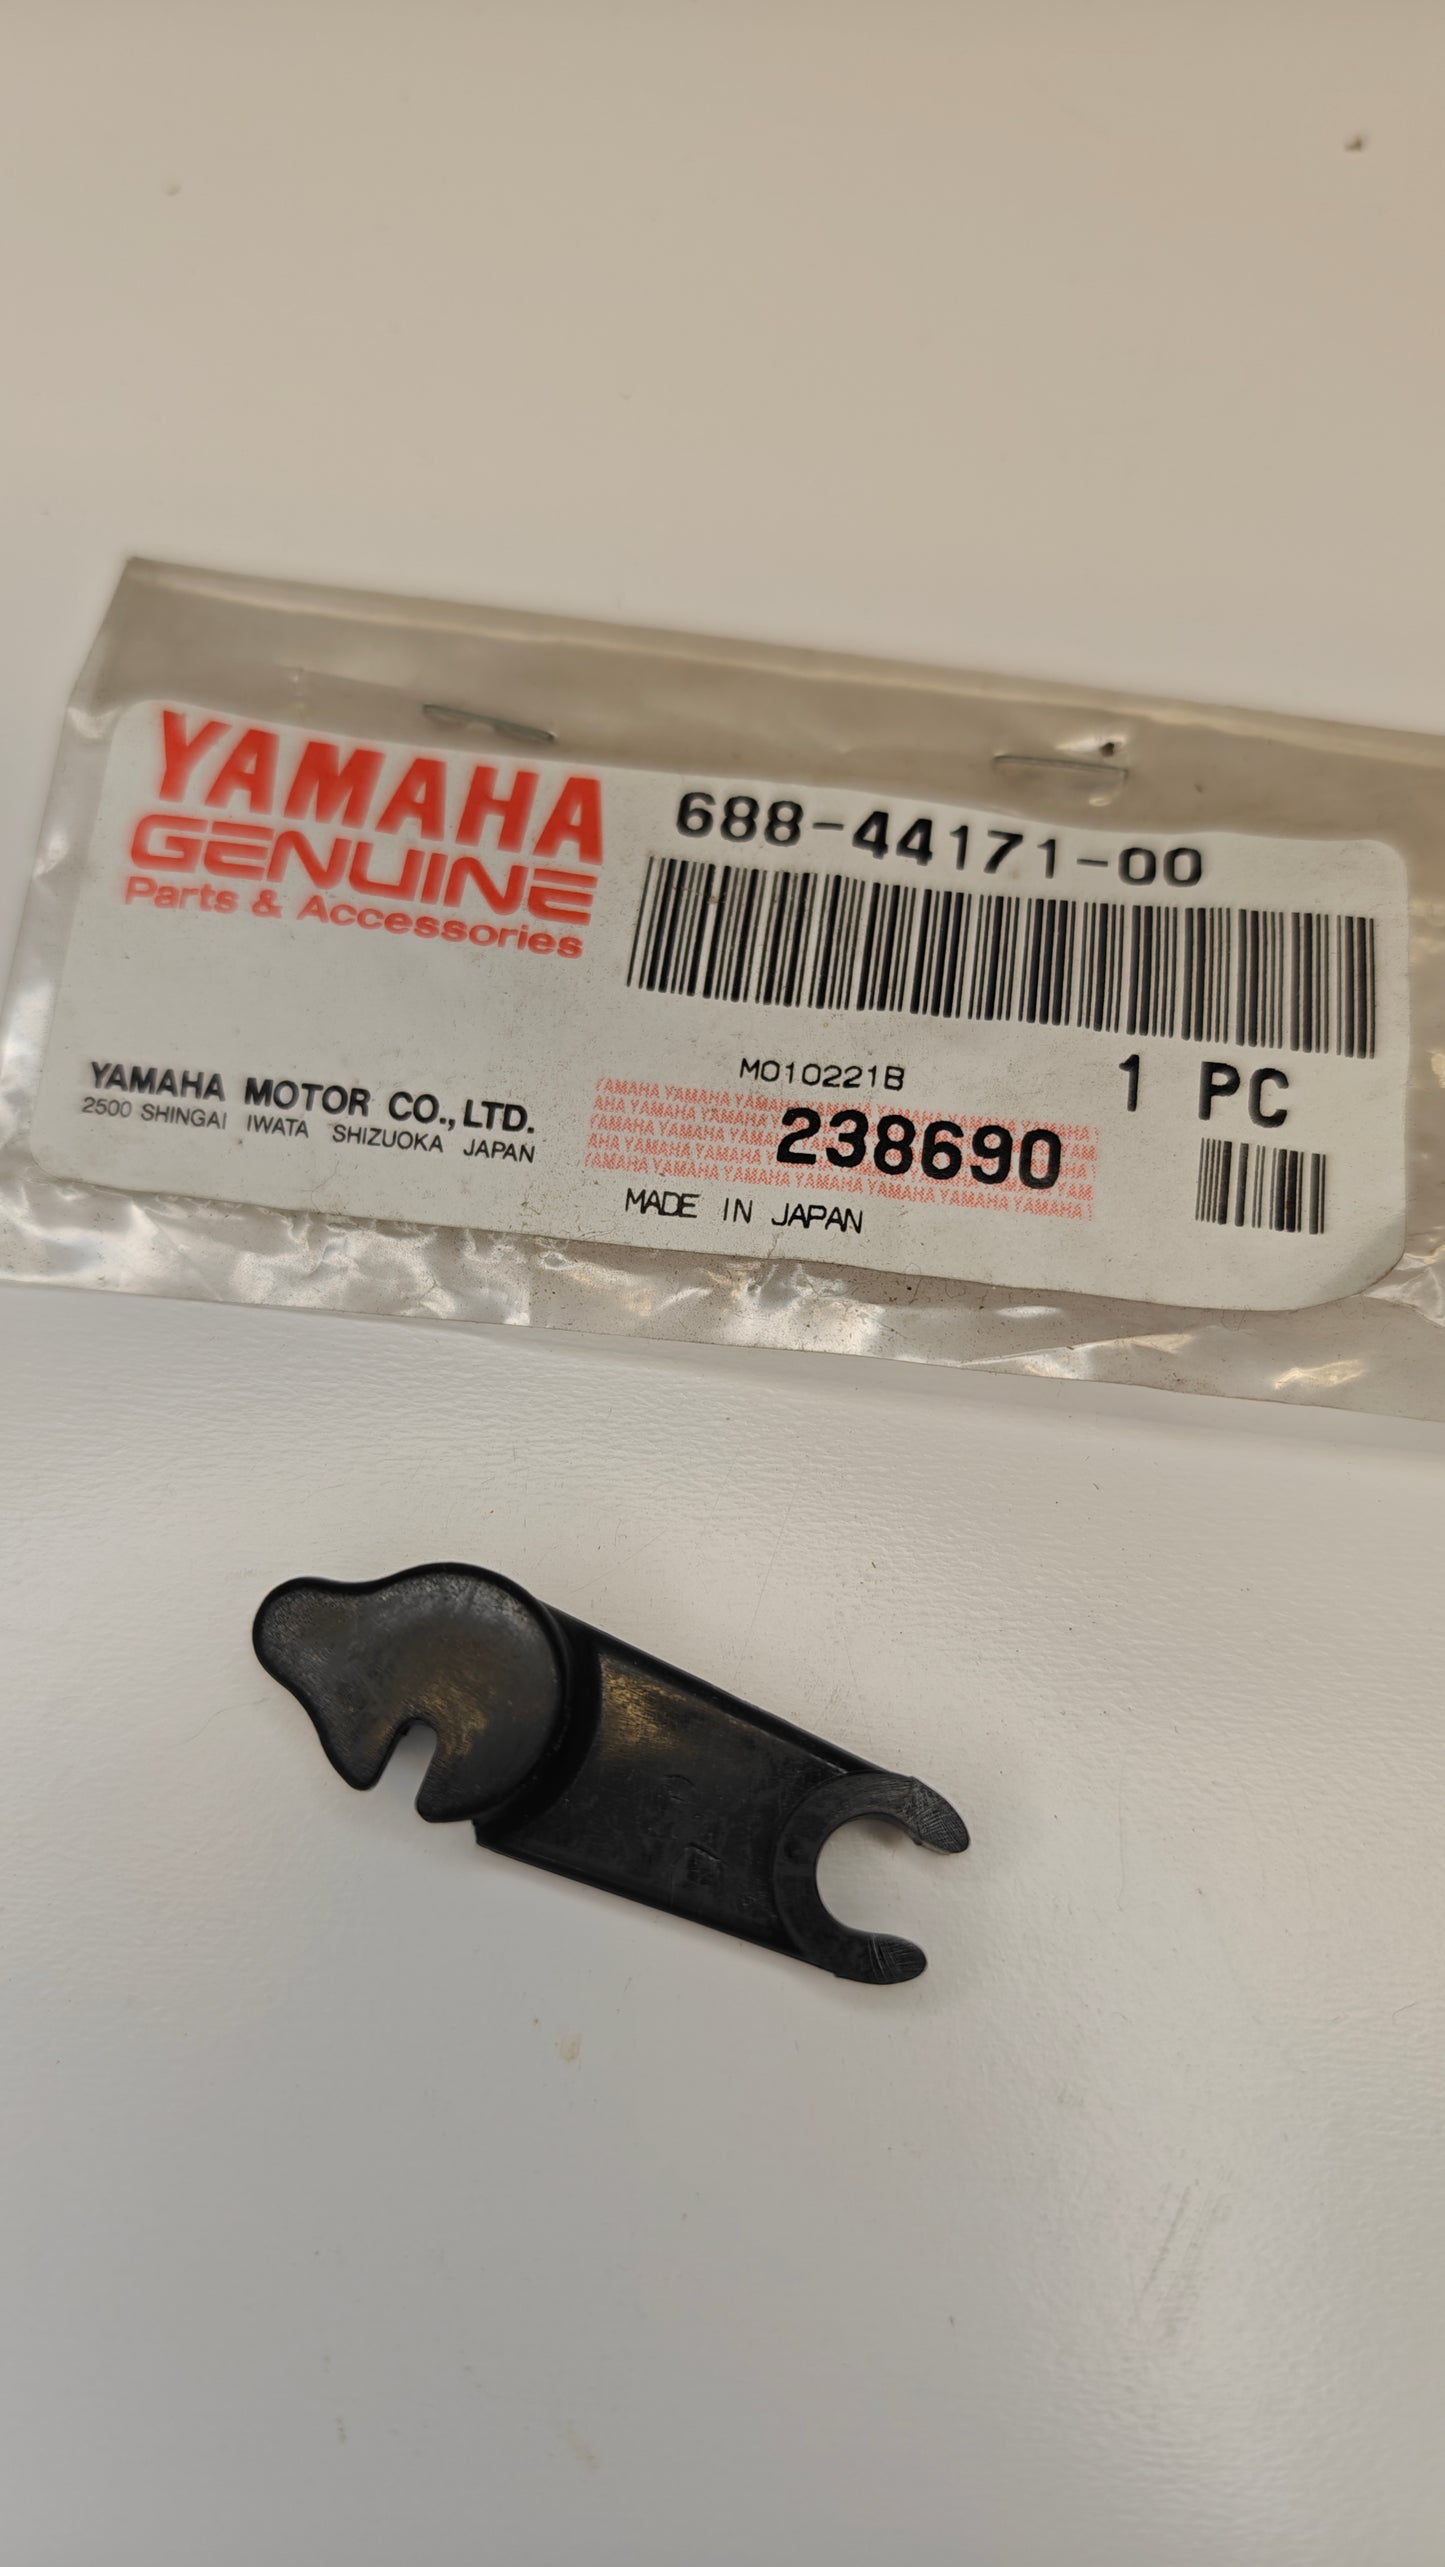 YAMAHA
GENUINE
Parts & Accessories
688-44171-00
M010221B
1 PC
YAMAHA MOTOR CO., LTD.
2500 SHINGAI IWATA SHIZUOKA JAPAN
238690
MADE IN JAPAN